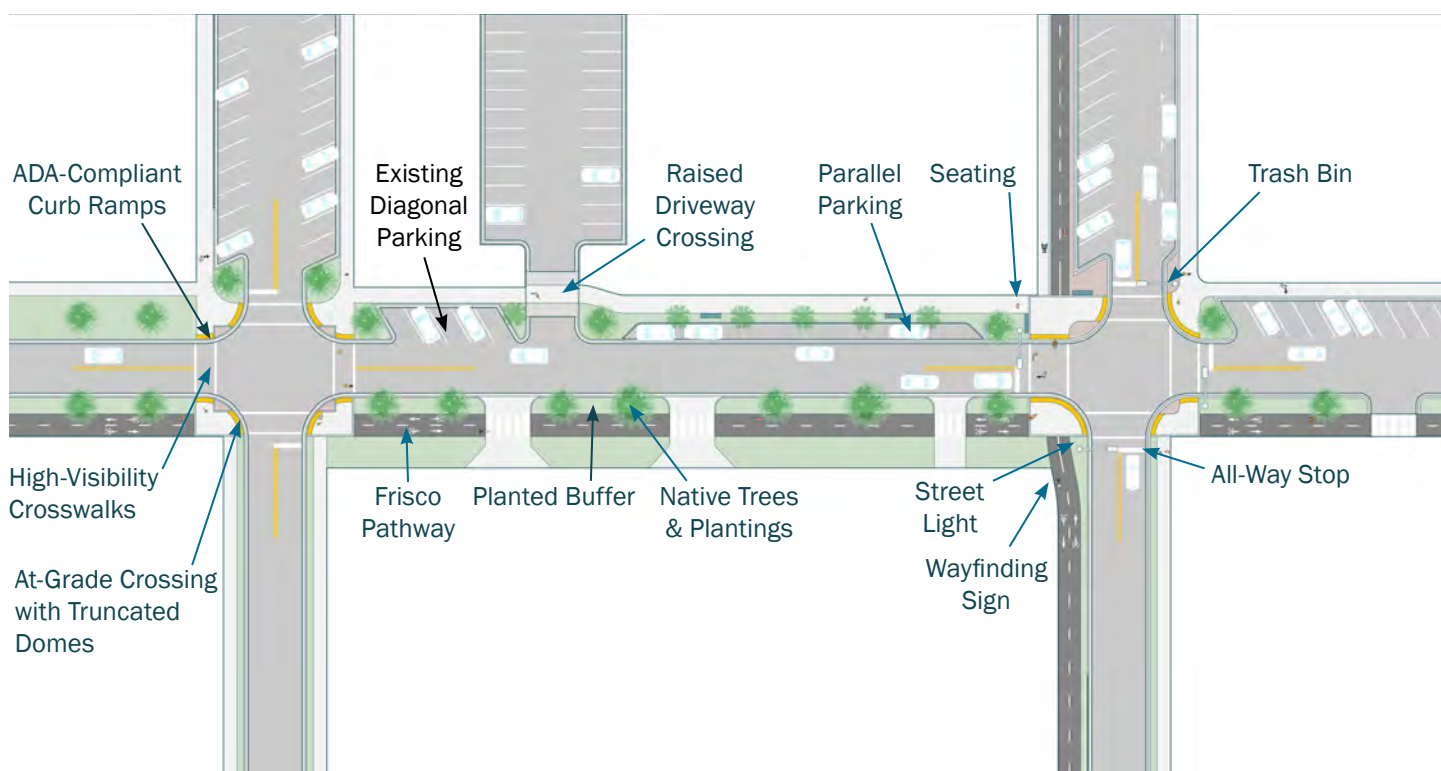 ADA-Compliant
Curb Ramps
Existing
Diagonal
Parking
Raised
Driveway
Crossing
Parallel
Parking
Seating
Trash Bin
High-Visibility
Crosswalks
At-Grade Crossing
with Truncated
Domes
Frisco
Pathway
Planted Buffer
Native Trees
& Plantings
Street
Light
Wayfinding
Sign
All-Way Stop